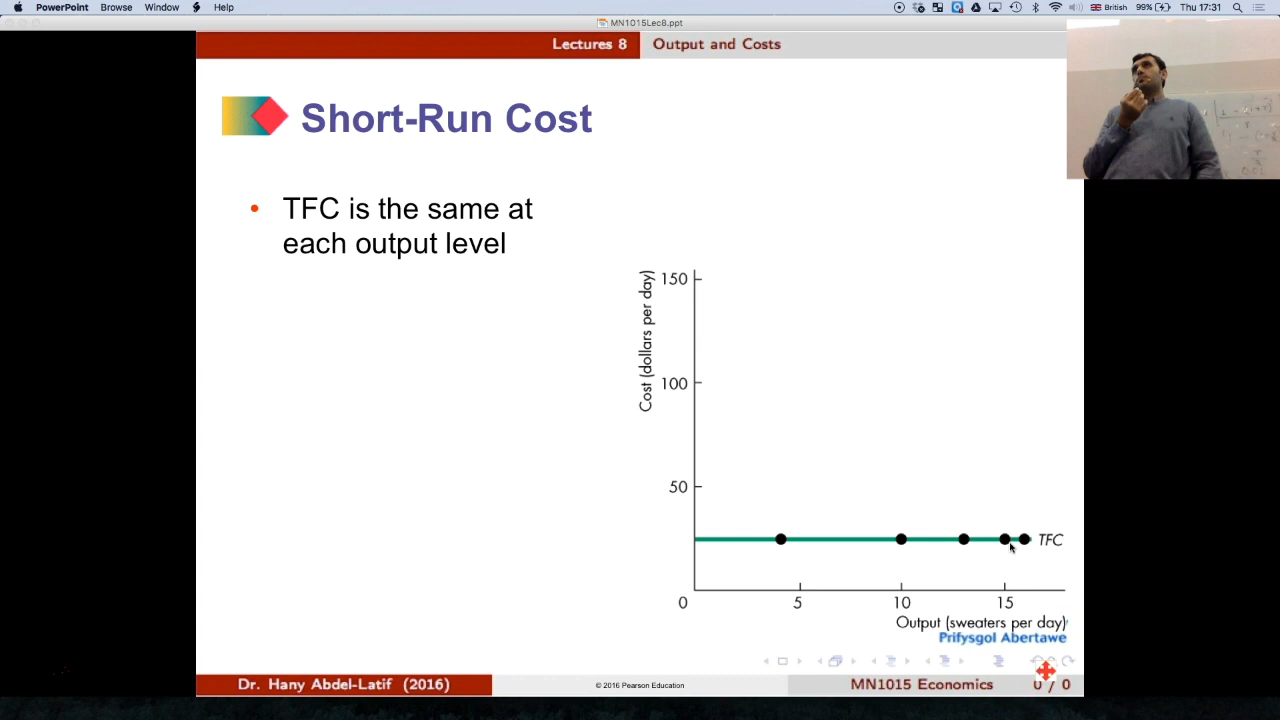 PowerPoint Browse Window Help
British 99% Thu 17:31
MN1015Lec8.ppt
Lectures 8 Output and Costs
Short-Run Cost
• TFC is the same at
each output level
Cost (dollars per day)
150
100
50
TFC
0 5 10 15
Output (sweaters per day)
Prifysgol Abertawe
Dr. Hany Abdel-Latif (2016) © 2016 Pearson Education MN1015 Economics 0 / 0